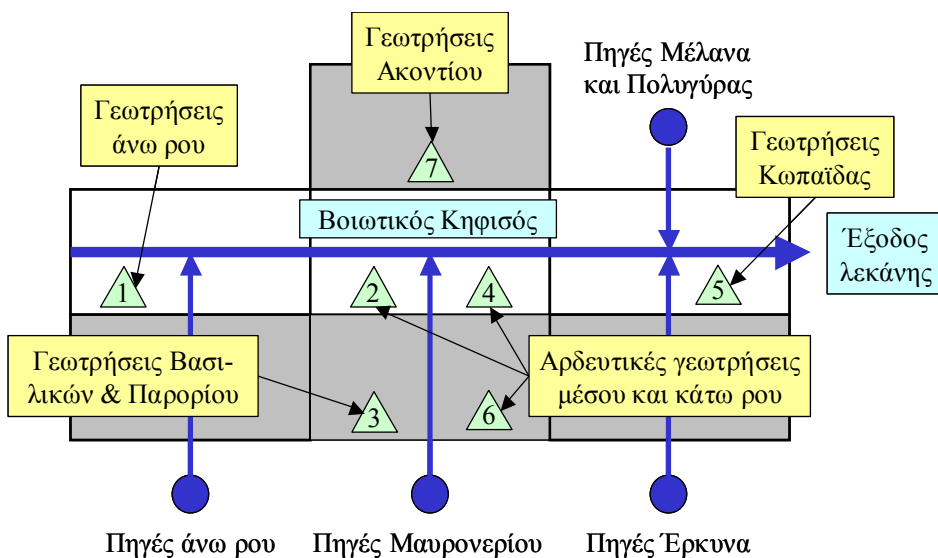 Γεωτρήσεις
Ακοντίου
Πηγές Μέλανα
και Πολυγύρας
Γεωτρήσεις
άνω ρου
Γεωτρήσεις
Κωπαΐδας
7
Βοιωτικός Κηφισός
Έξοδος
λεκάνης
1
2
4
5
Γεωτρήσεις Βασι-
λικών & Παρορίου
Αρδευτικές γεωτρήσεις
μέσου και κάτω ρου
3
6
Πηγές άνω ρου
Πηγές Μαυρονερίου
Πηγές Έρκυνα